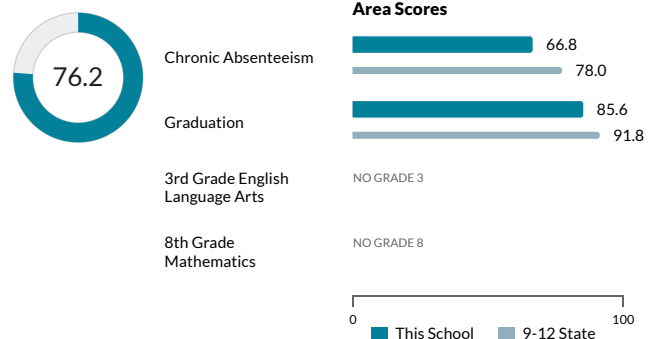 Area Scores
76.2
Chronic Absenteeism
66.8
78.0
Graduation
85.6
91.8
3rd Grade English
Language Arts
NO GRADE 3
8th Grade
Mathematics
NO GRADE 8
0
100
This School
9-12 State